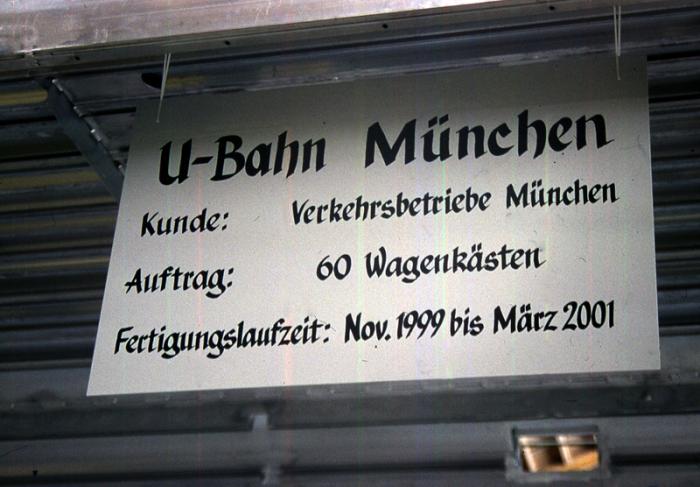 U-Bahn München
Kunde: Verkehrsbetriebe München
Auftrag: 60 Wagenkästen
Fertigungslaufzeit: Nov. 1999 bis März 2001